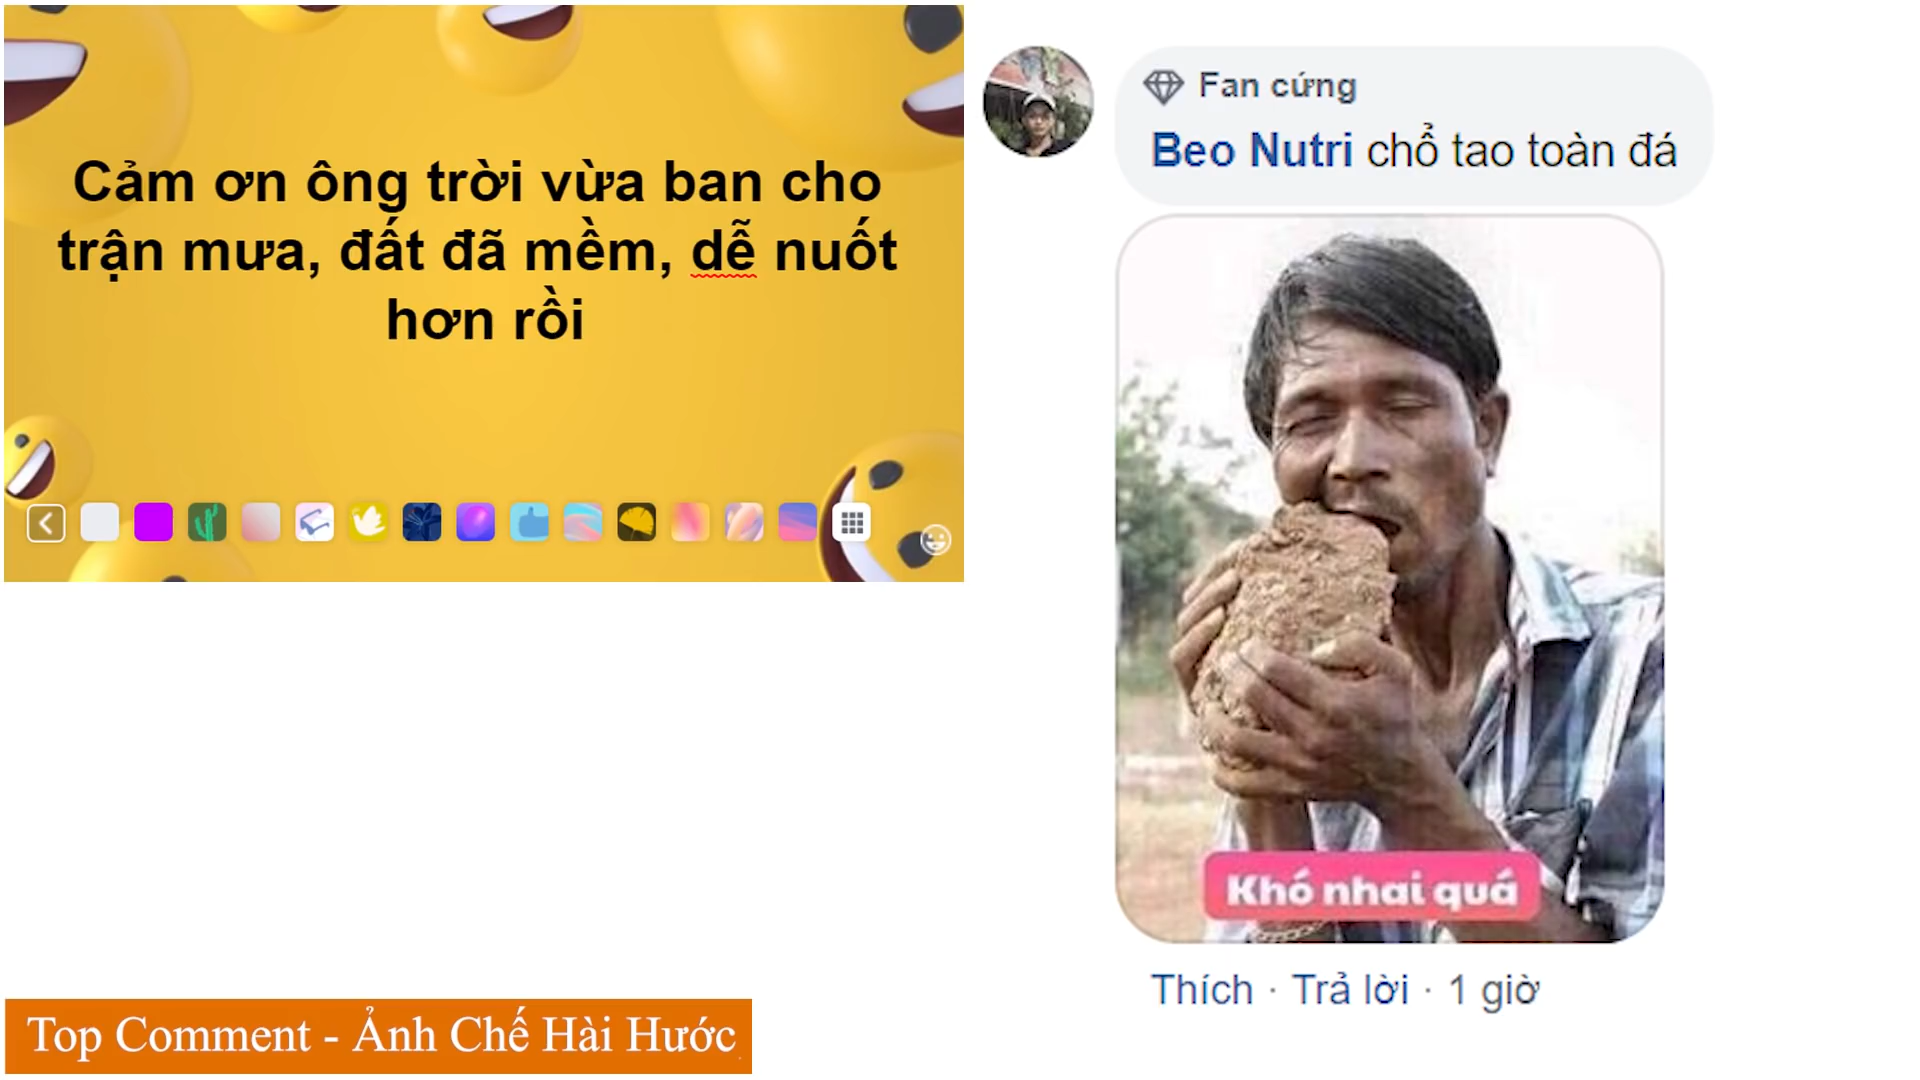 Cảm ơn ông trời vừa ban cho
trận mưa, đất đã mềm, dễ nuốt
hơn rồi
Fan cứng
Beo Nutri chổ tao toàn đá
Khó nhai quá
Thích · Trả lời · 1 giờ
Top Comment - Ảnh Chế Hài Hước